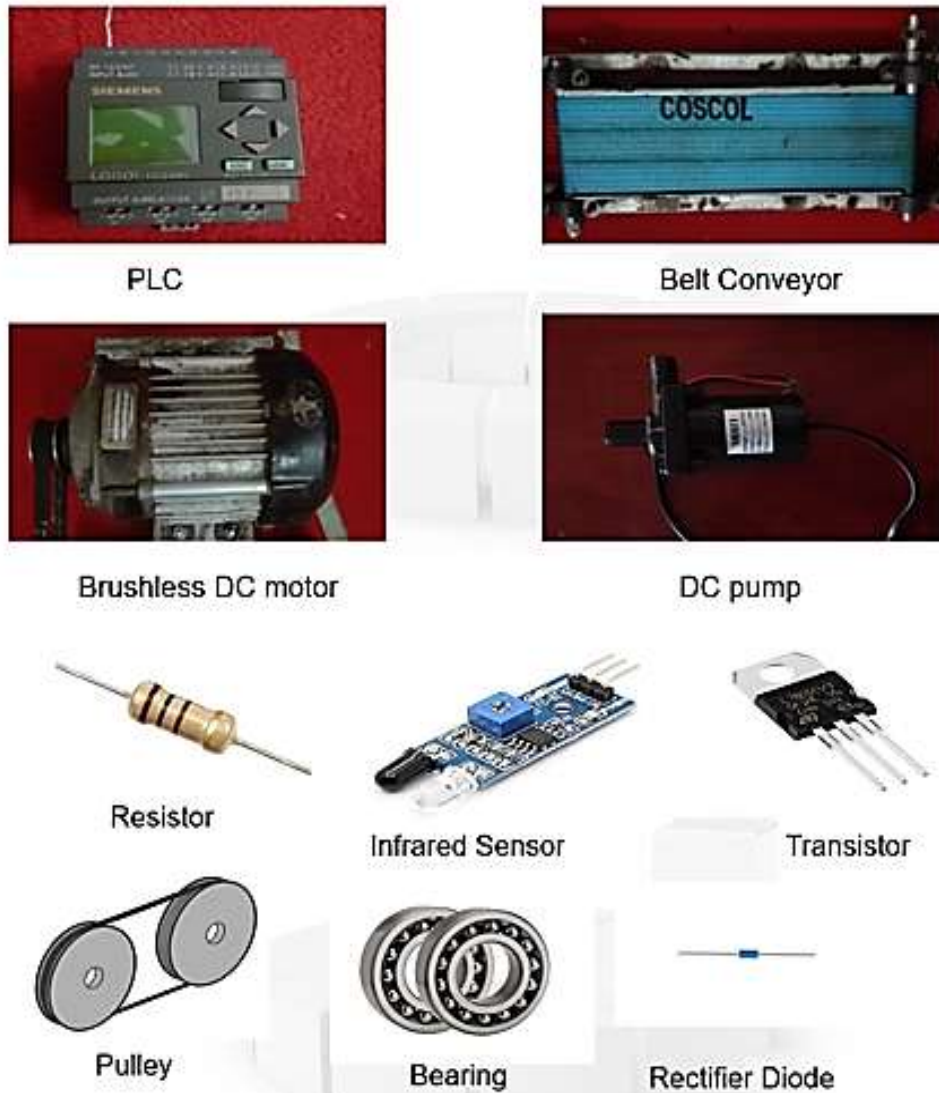 SIEMENS
COSCOL
PLC
Belt Conveyor
Brushless DC motor
DC pump
Resistor
Infrared Sensor
Transistor
Pulley
Bearing
Rectifier Diode